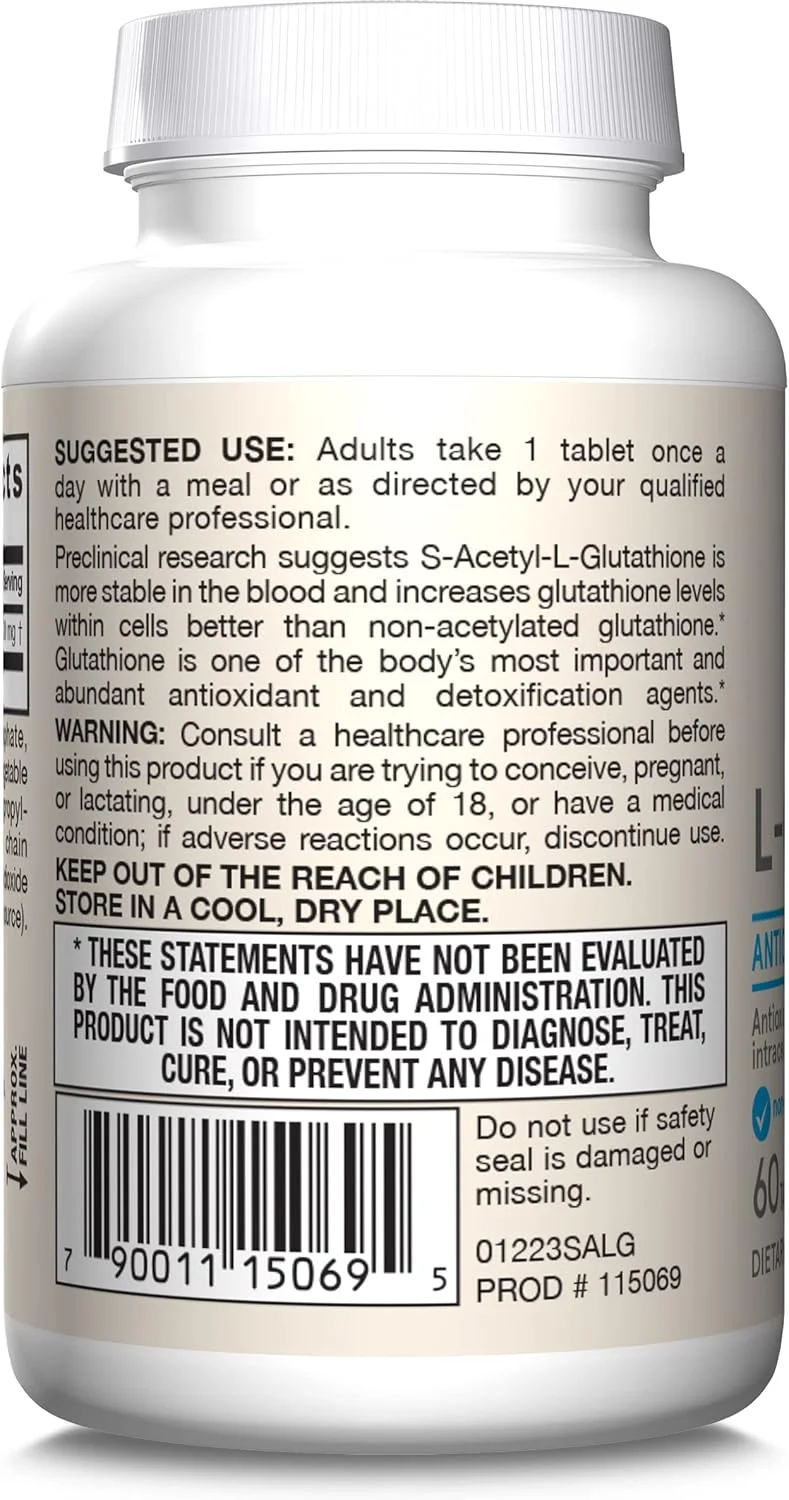 SUGGESTED USE: Adults take 1 tablet once a
day with a meal or as directed by your qualified
healthcare professional.
Preclinical research suggests S-Acetyl-L-Glutathione is
more stable in the blood and increases glutathione levels
within cells better than non-acetylated glutathione.*
Glutathione is one of the body's most important and
abundant antioxidant and detoxification agents.*
WARNING: Consult a healthcare professional before
using this product if you are trying to conceive, pregnant,
or lactating, under the age of 18, or have a medical
condition; if adverse reactions occur, discontinue use.
KEEP OUT OF THE REACH OF CHILDREN.
STORE IN A COOL, DRY PLACE.
* THESE STATEMENTS HAVE NOT BEEN EVALUATED
BY THE FOOD AND DRUG ADMINISTRATION. THIS
PRODUCT IS NOT INTENDED TO DIAGNOSE, TREAT,
CURE, OR PREVENT ANY DISEASE.
7 90011 15069 5
Do not use if safety
seal is damaged or
missing.
01223SALG
PROD # 115069
APPROX.
FILL LINE
chain
mg †
L-
60